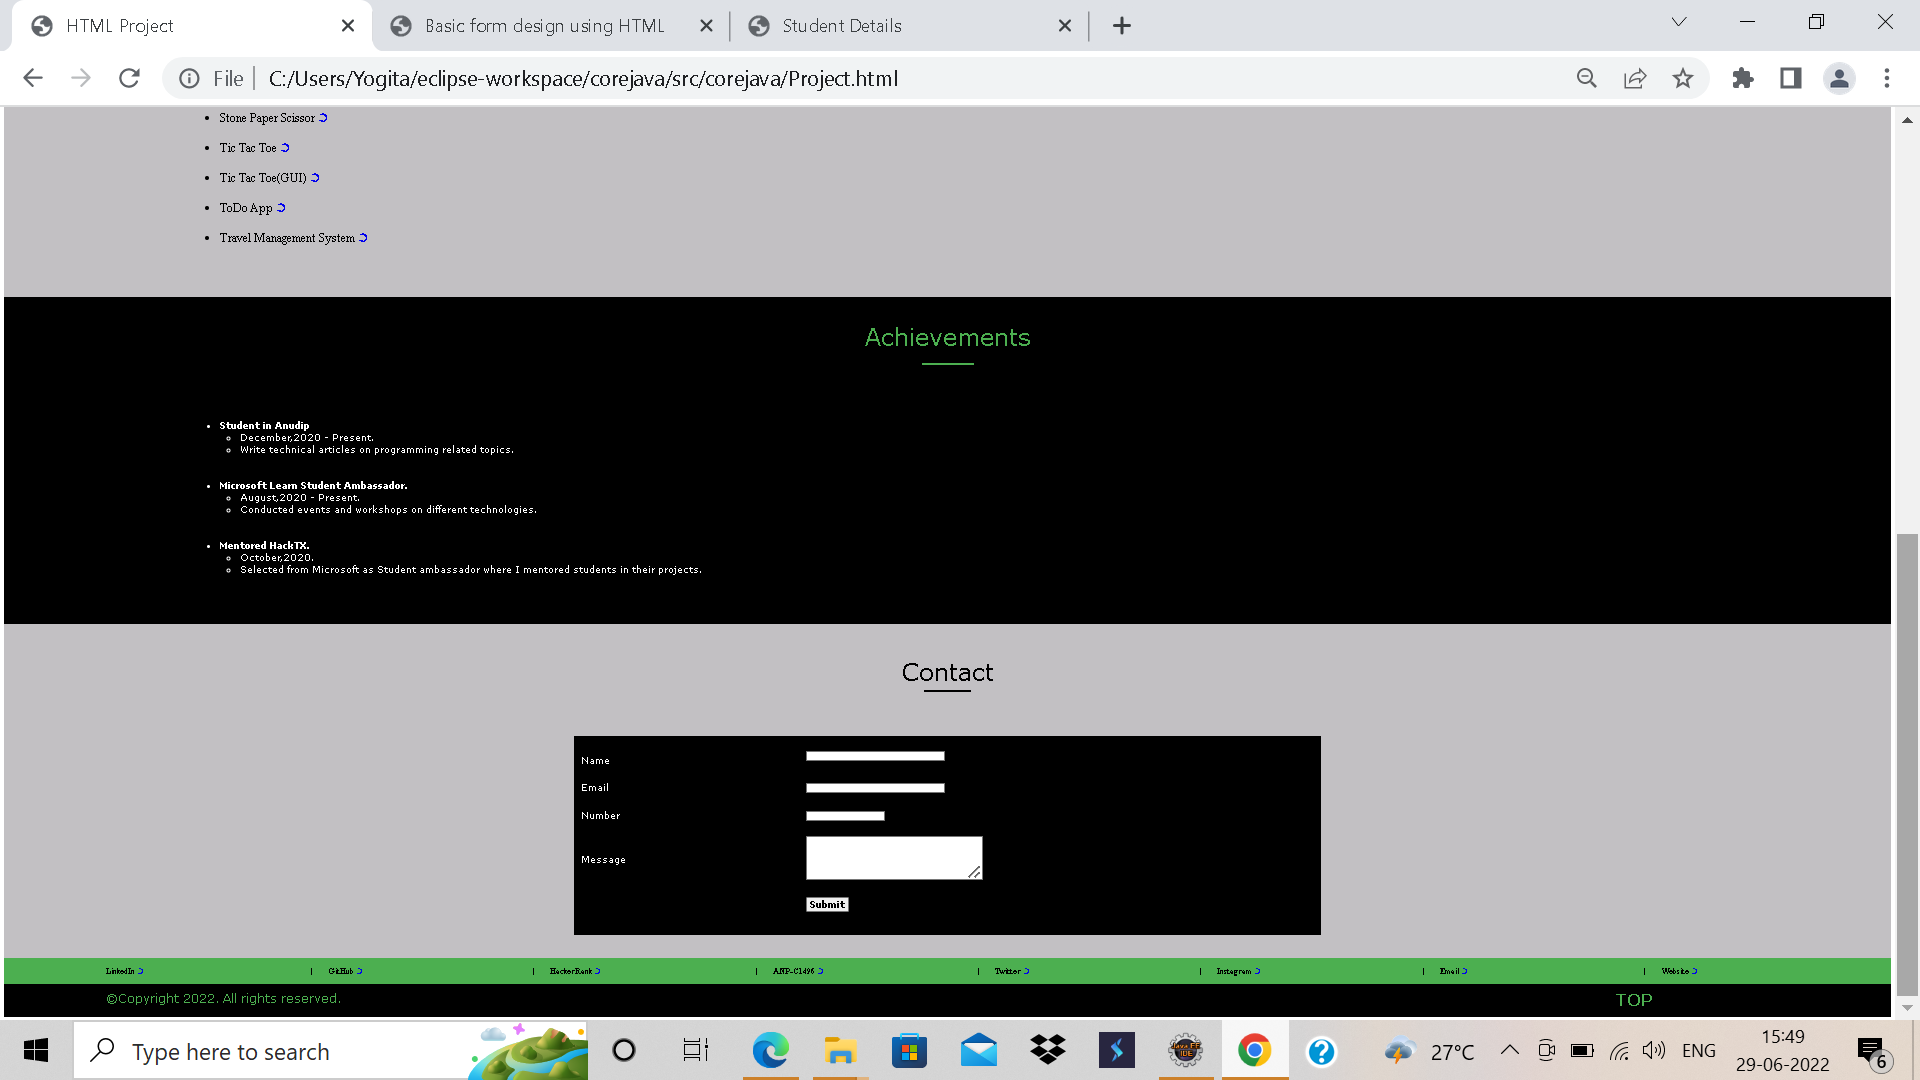 HTML Project
Basic form design using HTML
Student Details
File
C:/Users/Yogita/eclipse-workspace/corejava/src/corejava/Project.html
Stone Paper Scissor ➲
Tic Tac Toe ➲
Tic Tac Toe(GUI) ➲
ToDo App ➲
Travel Management System ➲
Achievements
Student in Anudip
December,2020 - Present.
Write technical articles on programming related topics.
Microsoft Learn Student Ambassador.
August,2020 - Present.
Conducted events and workshops on different technologies.
Mentored HackTX.
October,2020.
Selected from Microsoft as Student ambassador where I mentored students in their projects.
Contact
Name
Email
Number
Message
Submit
LinkedIn ➲ | GitHub ➲ | HackerRank ➲ | ANP-C1496 ➲ | Twitter ➲ | Instagram ➲ | Email ➲ | Website ➲
©Copyright 2022. All rights reserved.
TOP
Type here to search
Java EE
IDE
27°C
ENG
15:49
29-06-2022
6